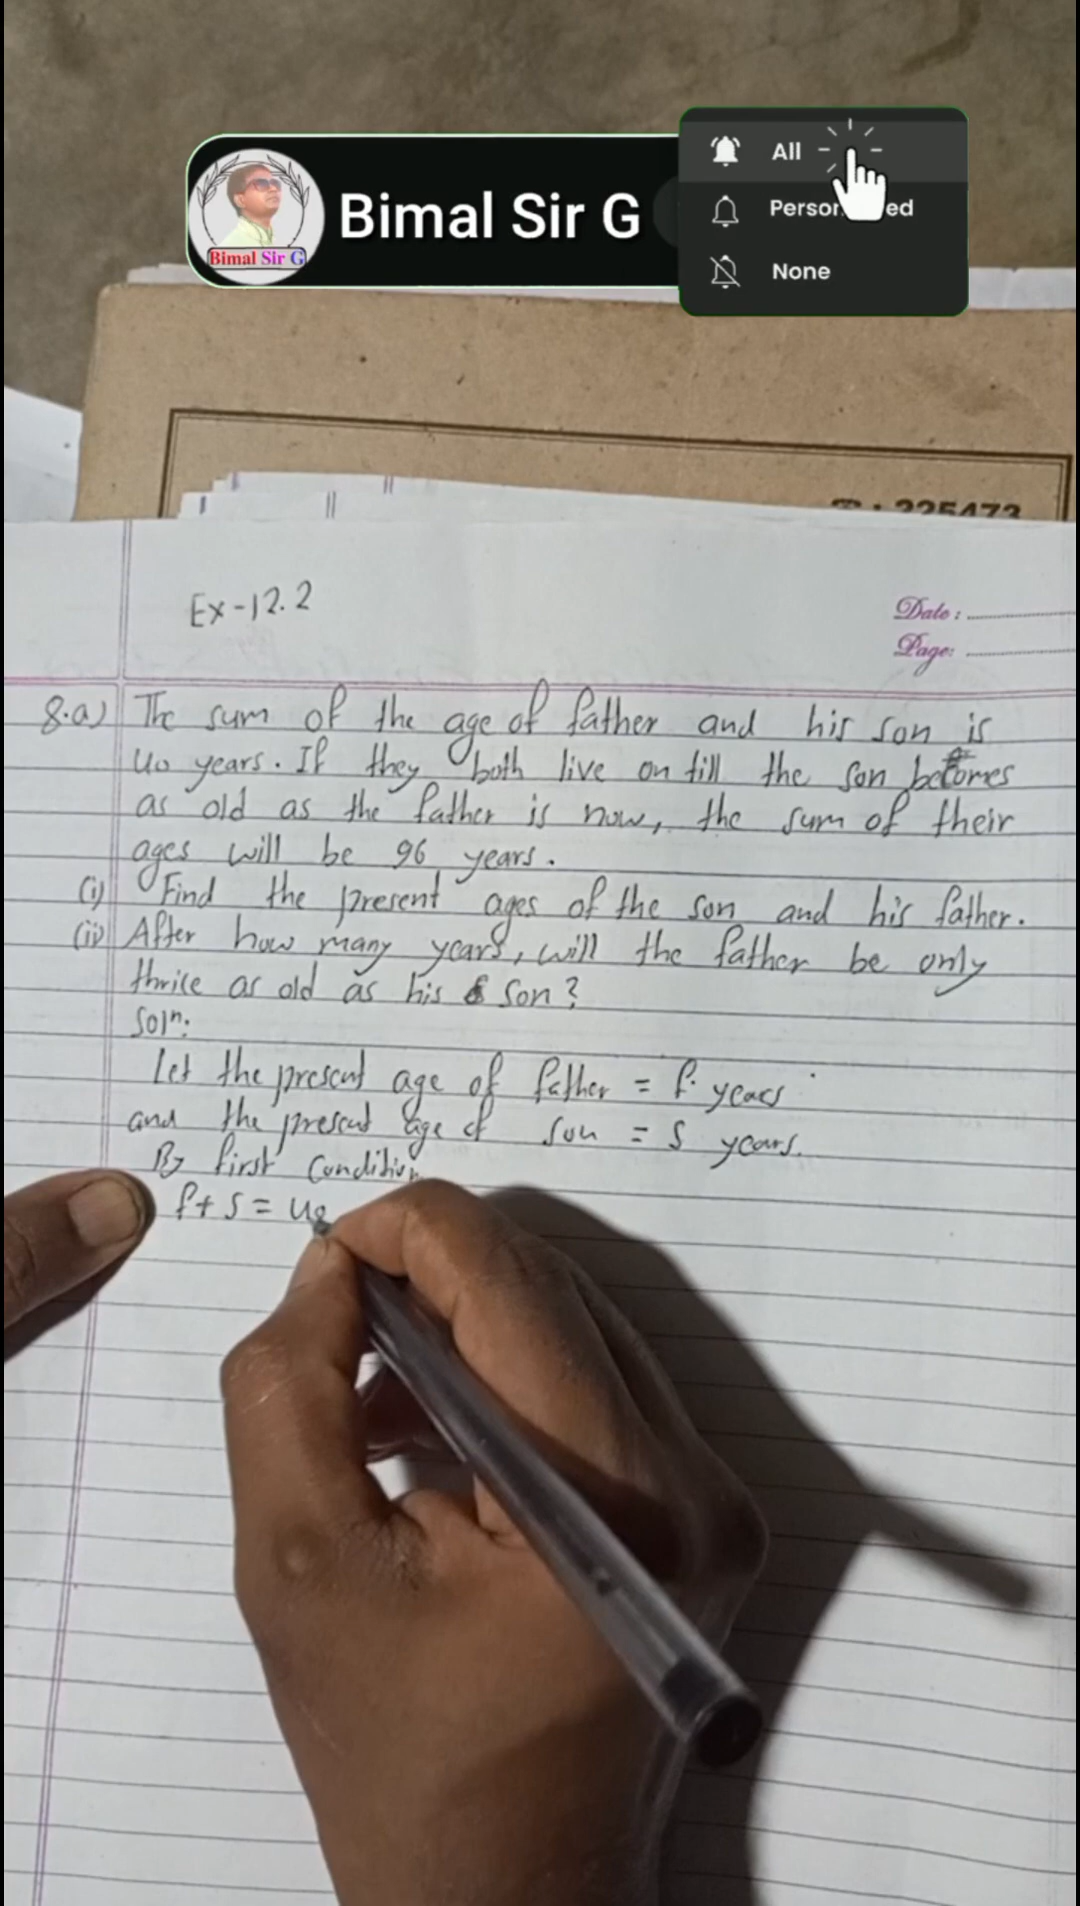 All
Bimal Sir G
Bimal Sir G
None
225473
Ex-12.2
Date:
Page:
8.a) The sum of the age of father and his son is
40 years. If they both live on till the son becomes
as old as the father is now, the sum of their
ages will be 96 years.
(i) Find the present ages of the son and his father.
(ii) After how many years, will the father be only
thrice as old as his son?
Soln:
Let the present age of father = f. years
and the present age of son = s years.
By first condition
f+s=40